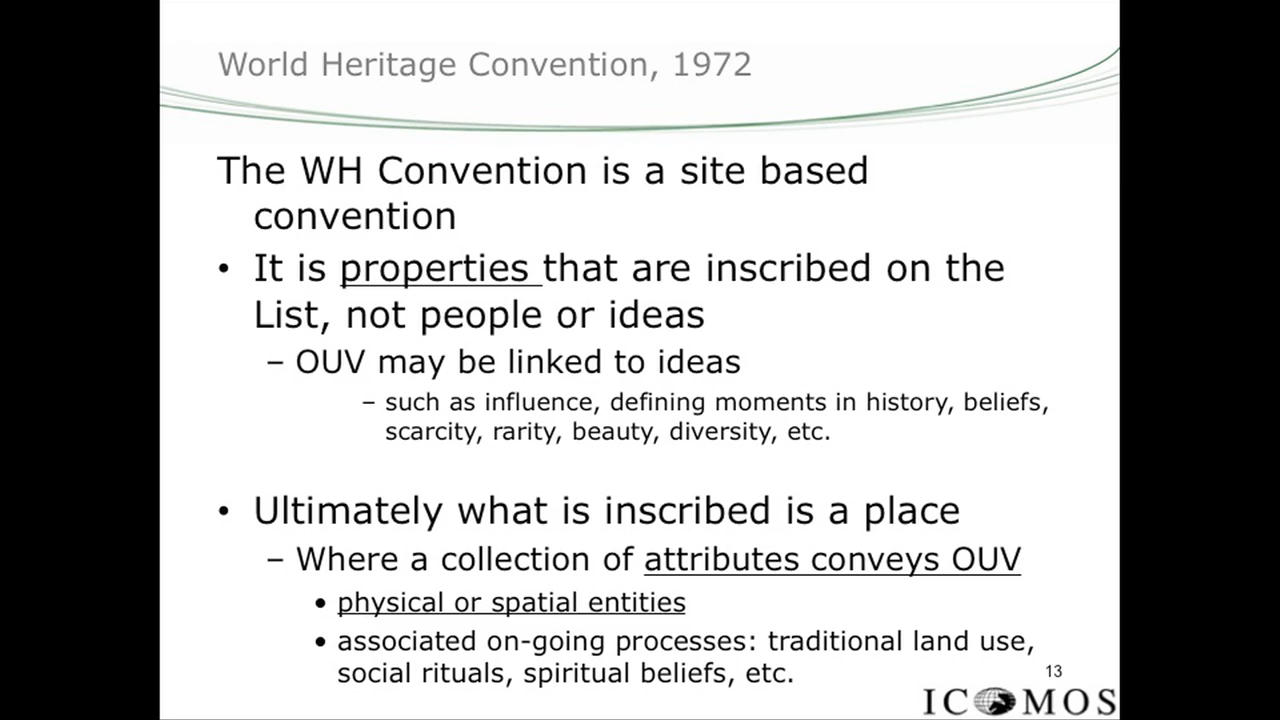 World Heritage Convention, 1972
The WH Convention is a site based
convention
• It is properties that are inscribed on the
List, not people or ideas
– OUV may be linked to ideas
– such as influence, defining moments in history, beliefs,
scarcity, rarity, beauty, diversity, etc.
• Ultimately what is inscribed is a place
– Where a collection of attributes conveys OUV
• physical or spatial entities
• associated on-going processes: traditional land use,
social rituals, spiritual beliefs, etc.
13
ICOMOS